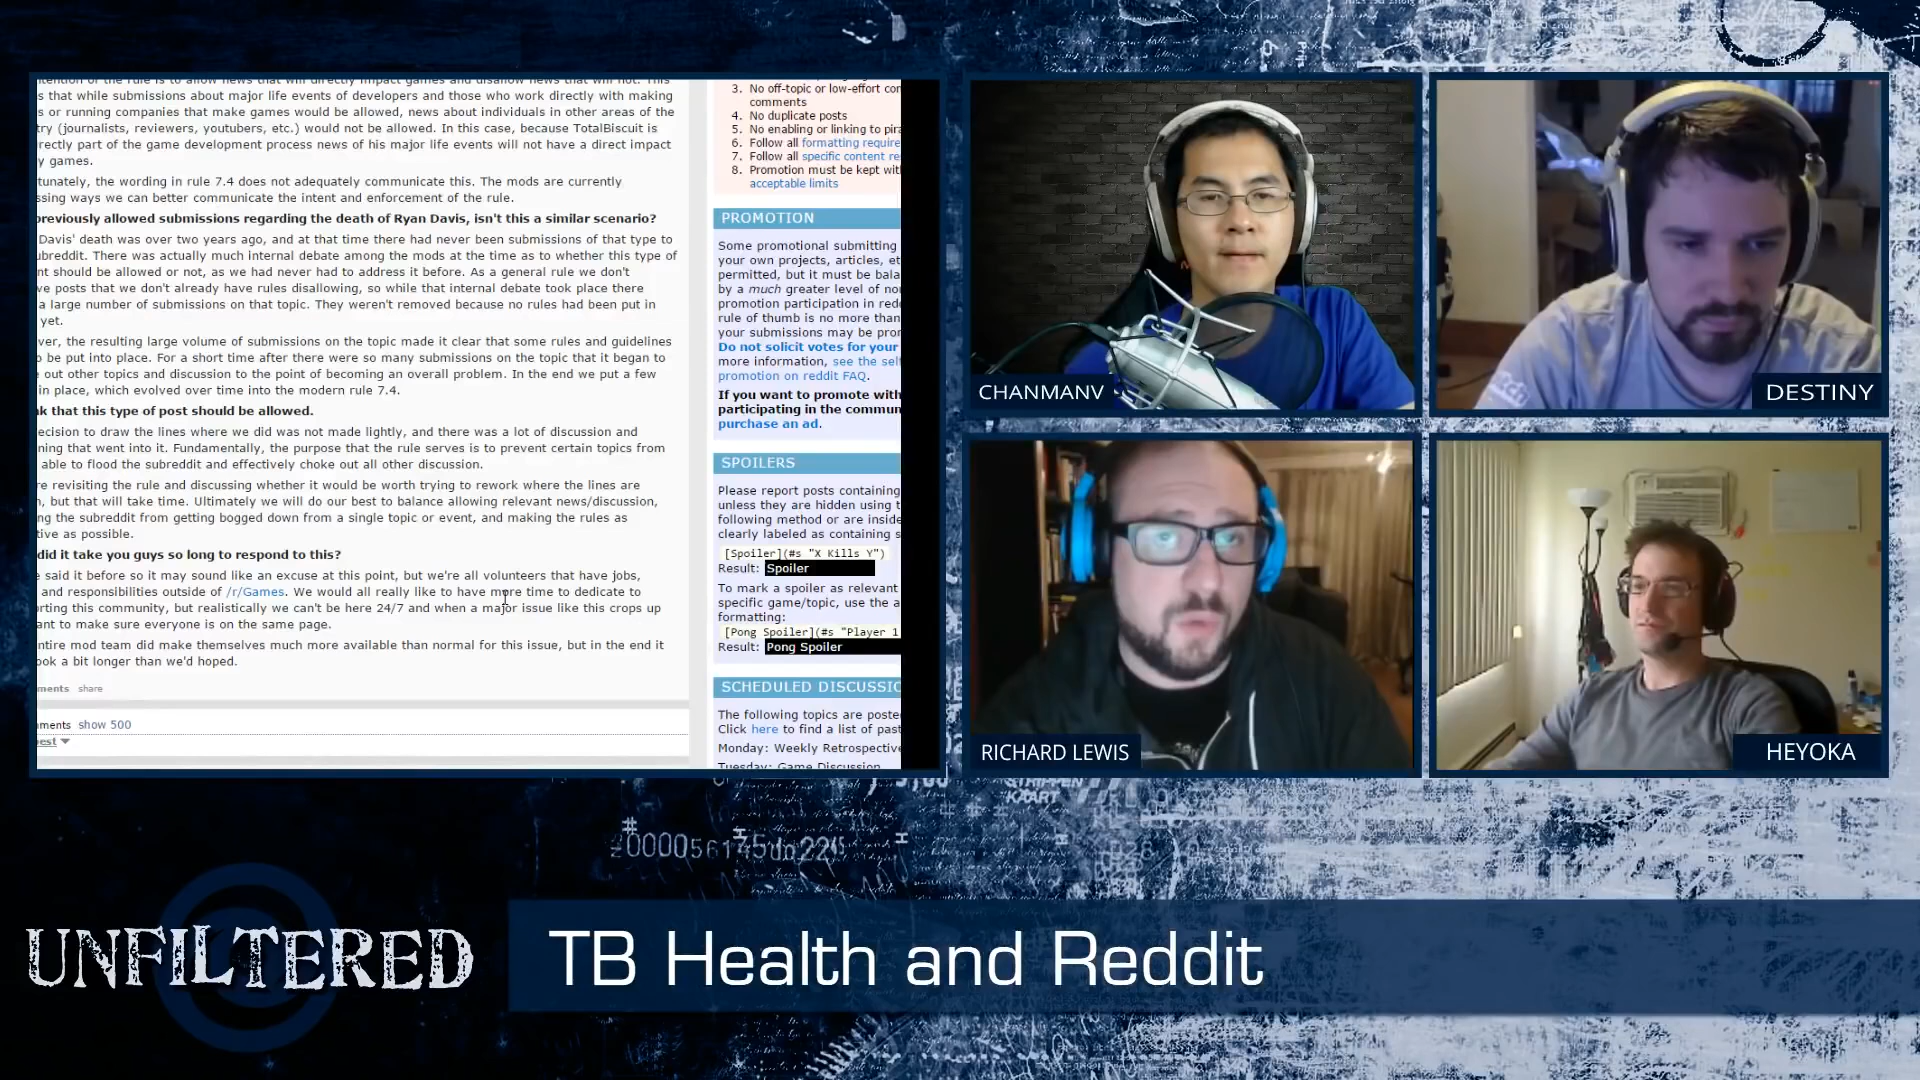 s that while submissions about major life events of developers and those who work directly with making
s or running companies that make games would be allowed, news about individuals in other areas of the
try (journalists, reviewers, youtubers, etc.) would not be allowed. In this case, because TotalBiscuit is
rectly part of the game development process news of his major life events will not have a direct impact
y games.
tunately, the wording in rule 7.4 does not adequately communicate this. The mods are currently
ssing ways we can better communicate the intent and enforcement of the rule.
previously allowed submissions regarding the death of Ryan Davis, isn't this a similar scenario?
Davis' death was over two years ago, and at that time there had never been submissions of that type to
ubreddit. There was actually much internal debate among the mods at the time as to whether this type of
nt should be allowed or not, as we had never had to address it before. As a general rule we don't
ve posts that we don't already have rules disallowing, so while that internal debate took place there
a large number of submissions on that topic. They weren't removed because no rules had been put in
yet.
ver, the resulting large volume of submissions on the topic made it clear that some rules and guidelines
o be put into place. For a short time after there were so many submissions on the topic that it began to
out other topics and discussion to the point of becoming an overall problem. In the end we put a few
in place, which evolved over time into the modern rule 7.4.
nk that this type of post should be allowed.
ecision to draw the lines where we did was not made lightly, and there was a lot of discussion and
ning that went into it. Fundamentally, the purpose that the rule serves is to prevent certain topics from
able to flood the subreddit and effectively choke out all other discussion.
re revisiting the rule and discussing whether it would be worth trying to rework where the lines are
n, but that will take time. Ultimately we will do our best to balance allowing relevant news/discussion,
ng the subreddit from getting bogged down from a single topic or event, and making the rules as
tive as possible.
did it take you guys so long to respond to this?
e said it before so it may sound like an excuse at this point, but we're all volunteers that have jobs,
and responsibilities outside of /r/Games. We would all really like to have more time to dedicate to
orting this community, but realistically we can't be here 24/7 and when a major issue like this crops up
ant to make sure everyone is on the same page.
ntire mod team did make themselves much more available than normal for this issue, but in the end it
ook a bit longer than we'd hoped.
ments share
ments show 500
best
3. No off-topic or low-effort con
comments
4. No duplicate posts
5. No enabling or linking to pira
6. Follow all formatting require
7. Follow all specific content re
8. Promotion must be kept with
acceptable limits
PROMOTION
Some promotional submitting
your own projects, articles, et
permitted, but it must be bala
by a much greater level of nor
promotion participation in redd
rule of thumb is no more than
your submissions may be pror
Do not solicit votes for your
more information, see the self
promotion on reddit FAQ.
If you want to promote with
participating in the commun
purchase an ad.
SPOILERS
Please report posts containing
unless they are hidden using t
following method or are inside
clearly labeled as containing s
[Spoiler](#s "X Kills Y")
Result: Spoiler
To mark a spoiler as relevant
specific game/topic, use the a
formatting:
[Pong Spoiler](#s "Player 1
Result: Pong Spoiler
SCHEDULED DISCUSSIO
The following topics are poste
Click here to find a list of past
Monday: Weekly Retrospective
Tuesday: Game Discussion
CHANMANV
DESTINY
RICHARD LEWIS
HEYOKA
UNFILTERED
TB Health and Reddit